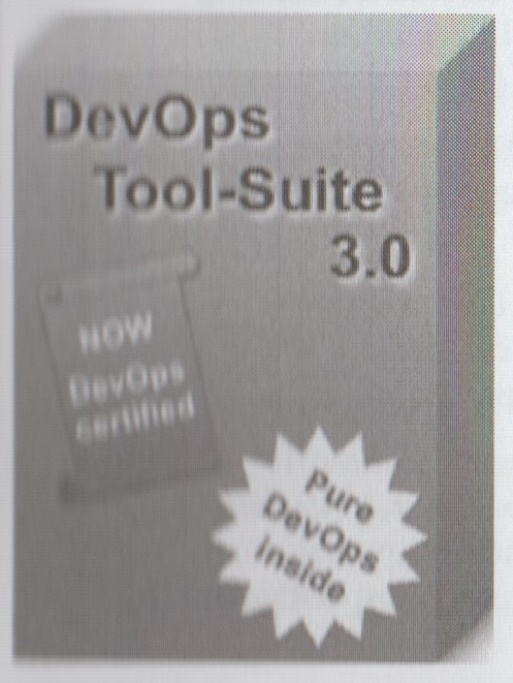 DevOps
Tool-Suite
3.0
NOW
DevOps
certified
Pure
DevOps
inside